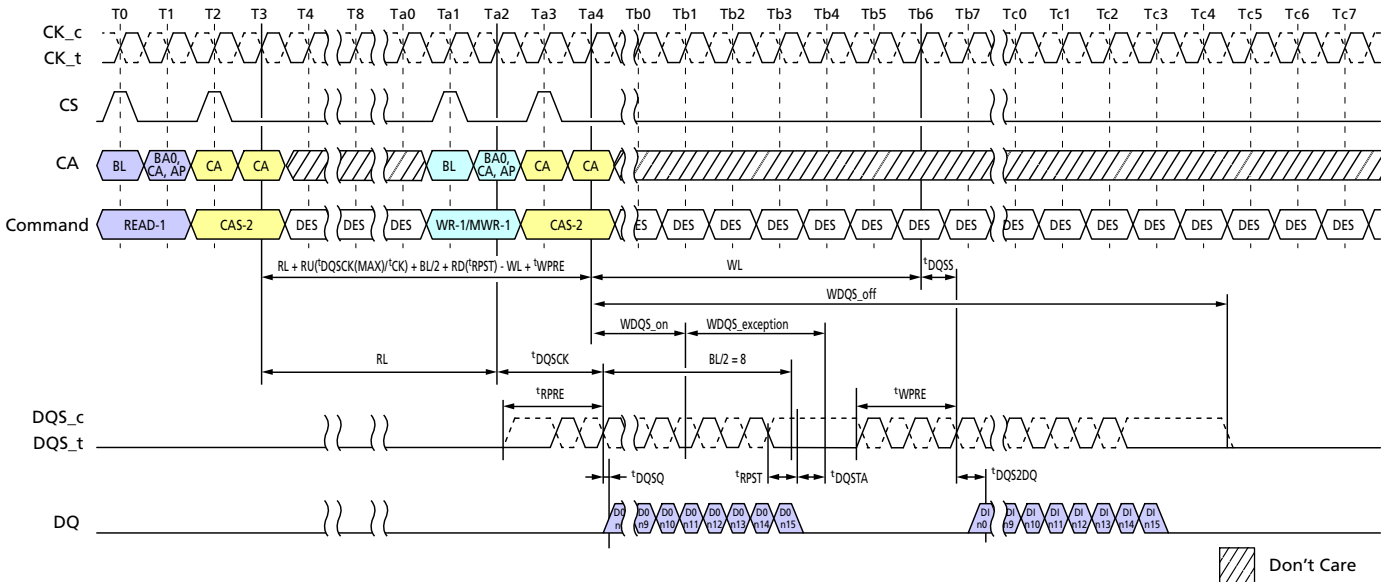 T0 T1 T2 T3 T4 T8 Ta0 Ta1 Ta2 Ta3 Ta4 Tb0 Tb1 Tb2 Tb3 Tb4 Tb5 Tb6 Tb7 Tc0 Tc1 Tc2 Tc3 Tc4 Tc5 Tc6 Tc7
CK_c
CK_t
CS
CA BL BA0, CA, AP CA CA BL BA0, CA, AP CA CA
Command READ-1 CAS-2 DES DES DES WR-1/MWR-1 CAS-2 ES DES DES DES DES DES DES DES DES DES DES DES DES DES DES DES
RL + RU(tDQSCK(MAX)/tCK) + BL/2 + RD(tRPST) - WL + tWPRE WL tDQSS
WDQS_off
WDQS_on WDQS_exception
RL tDQSCK BL/2 = 8
tRPRE tWPRE
DQS_c
DQS_t
tDQSQ tRPST tDQSTA tDQS2DQ
DQ D0 n D0 n9 D0 n10 D0 n11 D0 n12 D0 n13 D0 n14 D0 n15 DI n0 DI n9 DI n10 DI n11 DI n12 DI n13 DI n14 DI n15
Don't Care